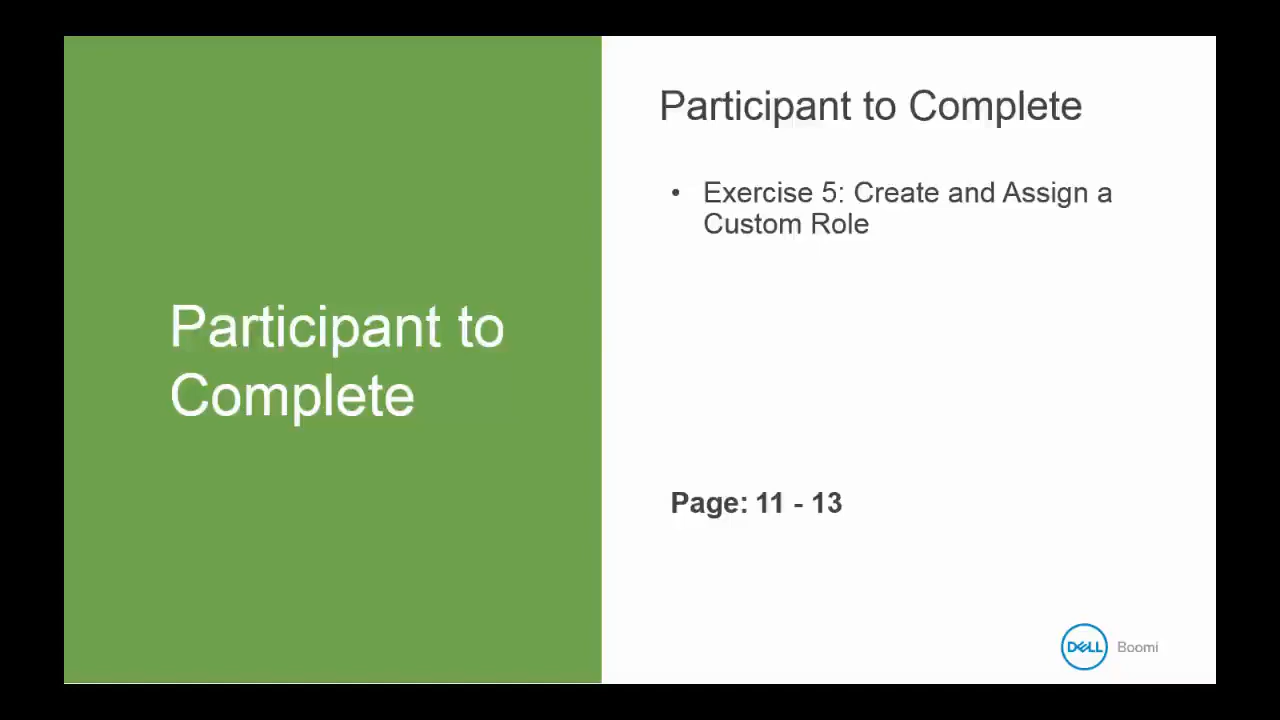 Participant to
Complete
Participant to Complete
• Exercise 5: Create and Assign a
Custom Role
Page: 11 - 13
DELL Boomi